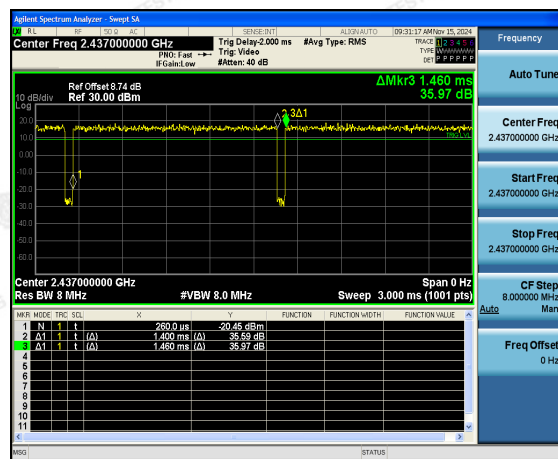 Agilent Spectrum Analyzer - Swept SA
RL RF 50 Ω AC SENSE:INT ALIGN AUTO 09:31:17 AM Nov 15, 2024
Center Freq 2.437000000 GHz
PNO: Fast
IFGain:Low
Trig Delay-2.000 ms
Trig: Video
#Atten: 40 dB
#Avg Type: RMS
TRACE 1 2 3 4 5 6
TYPE WWWWWW
DET P P P P P P
Frequency
Ref Offset 8.74 dB
Ref 30.00 dBm
10 dB/div
Log
ΔMkr3 1.460 ms
35.97 dB
20.0
10.0
0.00
-10.0
-20.0
-30.0
-40.0
-50.0
-60.0
1
2 3Δ1
TRIG LVL
Center 2.437000000 GHz
Res BW 8 MHz
#VBW 8.0 MHz
Span 0 Hz
Sweep 3.000 ms (1001 pts)
MKR MODE TRC SCL X Y FUNCTION FUNCTION WIDTH FUNCTION VALUE
1 N 1 t 260.0 µs -20.45 dBm
2 Δ1 1 t (Δ) 1.400 ms (Δ) 35.59 dB
3 Δ1 1 t (Δ) 1.460 ms (Δ) 35.97 dB
4
5
6
7
8
9
10
11
MSG STATUS
Auto Tune
Center Freq
2.437000000 GHz
Start Freq
2.437000000 GHz
Stop Freq
2.437000000 GHz
CF Step
8.000000 MHz
Auto Man
Freq Offset
0 Hz